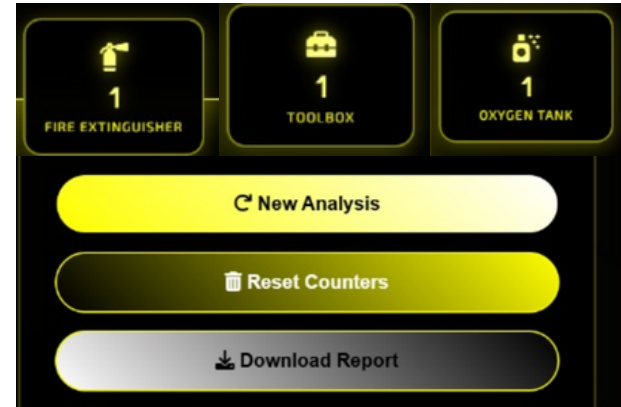 1
FIRE EXTINGUISHER
1
TOOLBOX
1
OXYGEN TANK
New Analysis
Reset Counters
Download Report